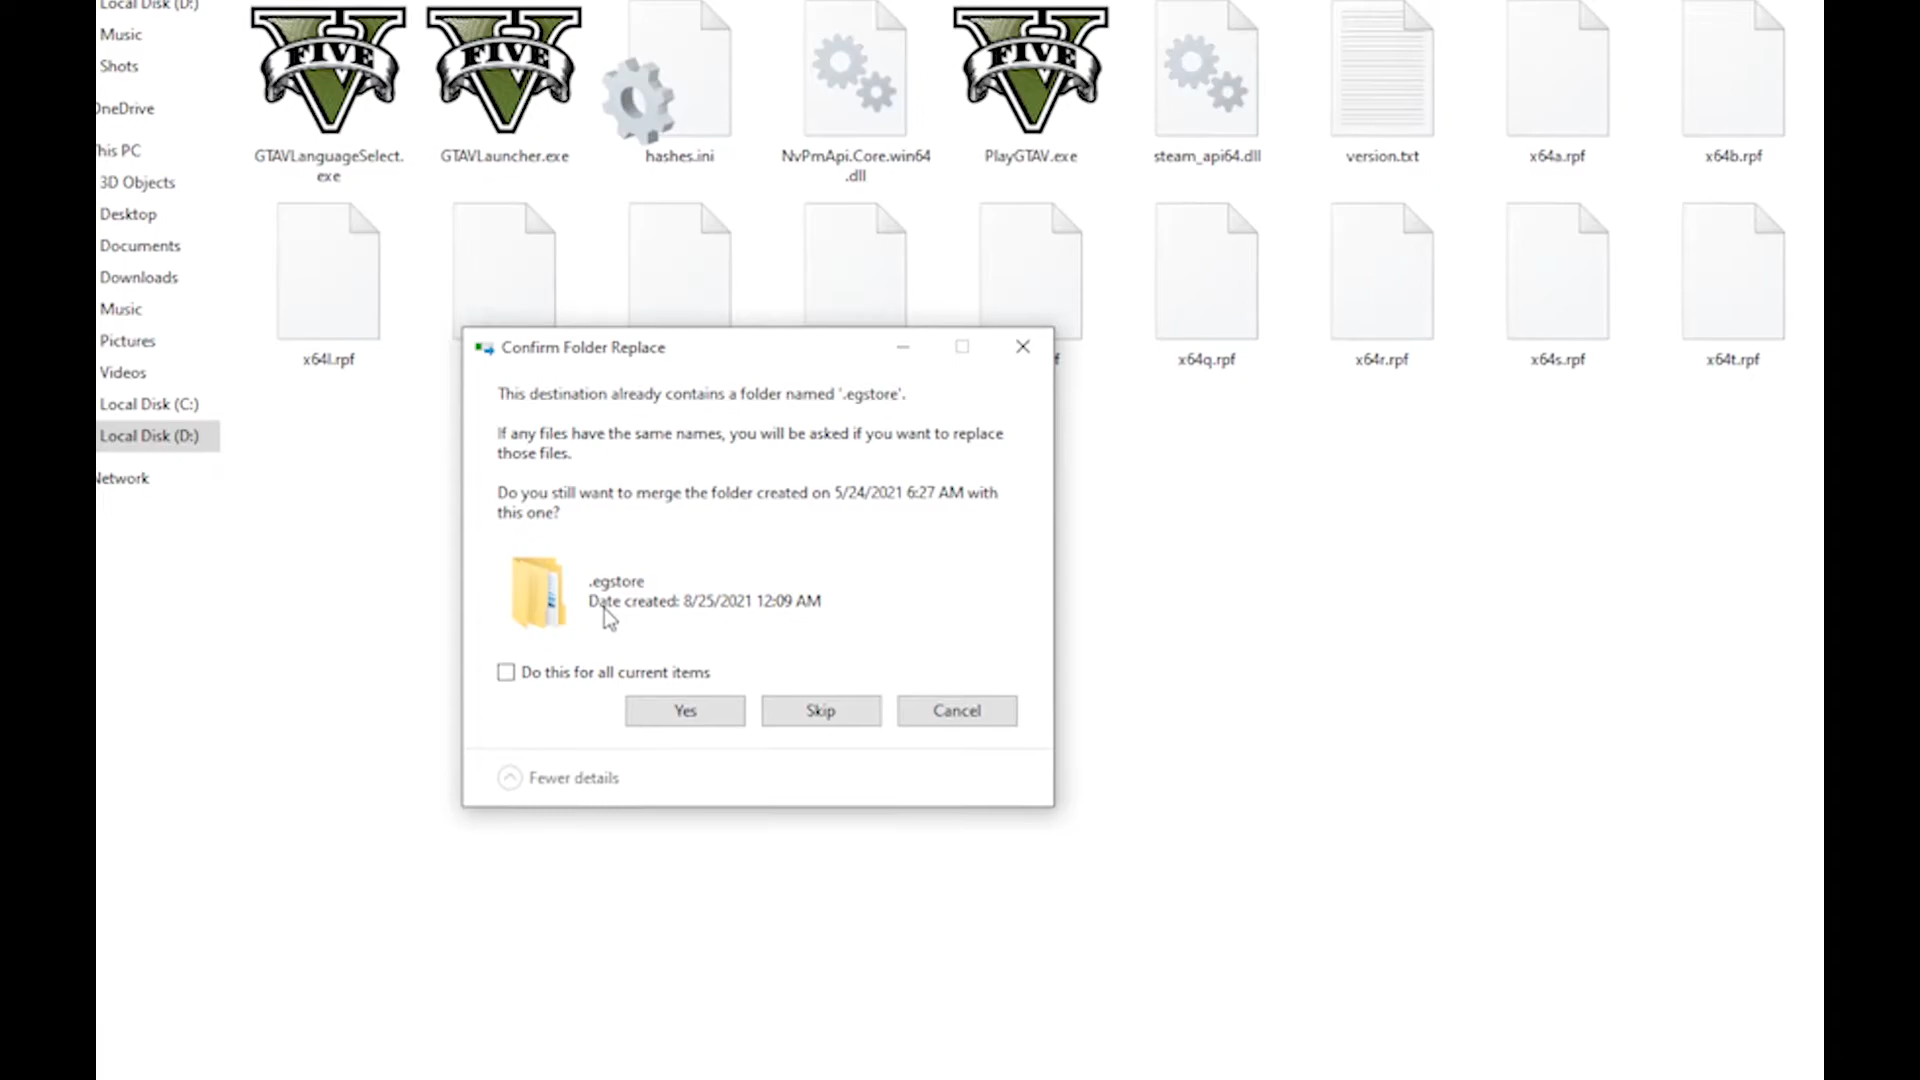 Local Disk (D:)
Music
Shots
OneDrive
This PC
3D Objects
Desktop
Documents
Downloads
Music
Pictures
Videos
Local Disk (C:)
Local Disk (D:)
Network
FIVE
FIVE
FIVE
GTAVLanguageSelect.
exe
GTAVLauncher.exe
hashes.ini
NvPmApi.Core.win64
.dll
PlayGTAV.exe
steam_api64.dll
version.txt
x64a.rpf
x64b.rpf
x64l.rpf
f
x64q.rpf
x64r.rpf
x64s.rpf
x64t.rpf
Confirm Folder Replace
This destination already contains a folder named '.egstore'.
If any files have the same names, you will be asked if you want to replace
those files.
Do you still want to merge the folder created on 5/24/2021 6:27 AM with
this one?
.egstore
Date created: 8/25/2021 12:09 AM
Do this for all current items
Yes
Skip
Cancel
Fewer details